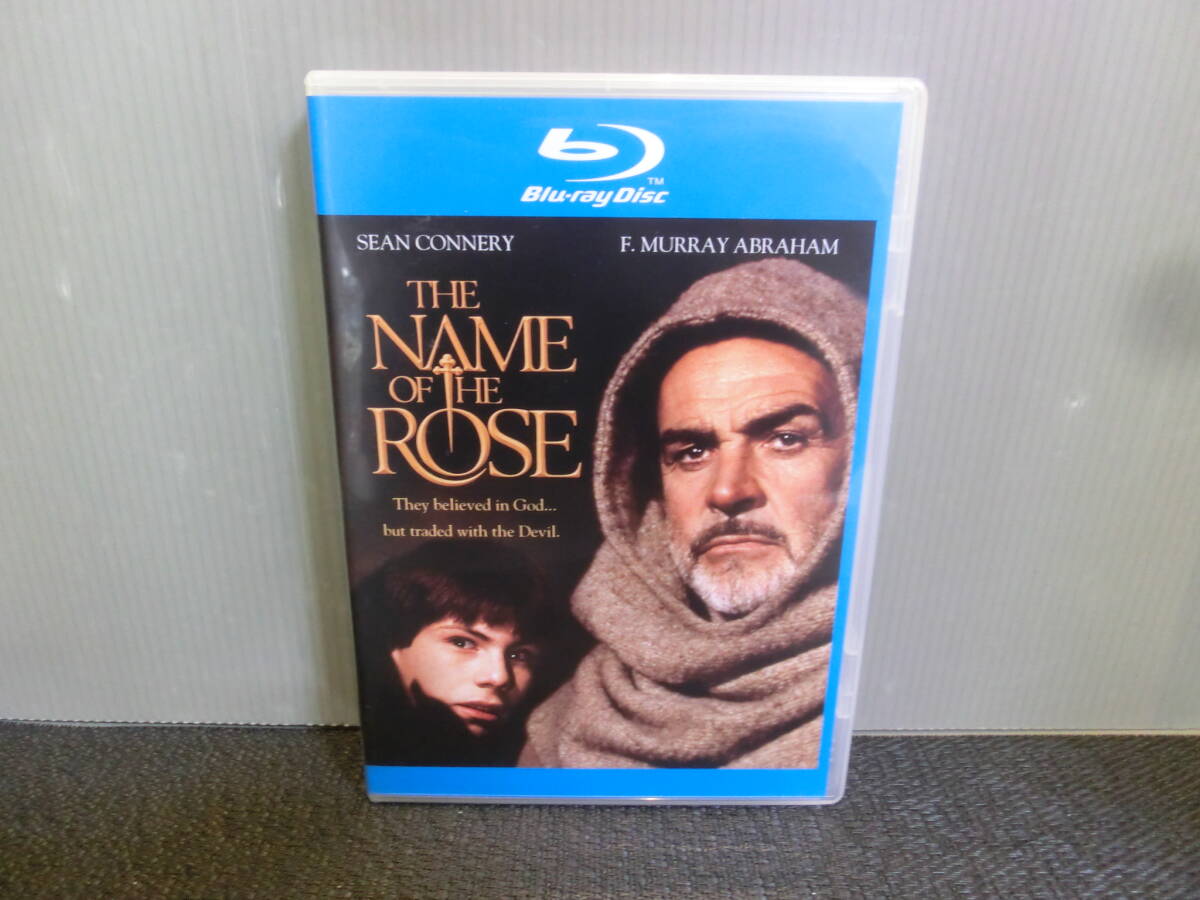 Blu-ray Disc™
SEAN CONNERY
F. MURRAY ABRAHAM
THE
NAME
OF THE
ROSE
They believed in God...
but traded with the Devil.